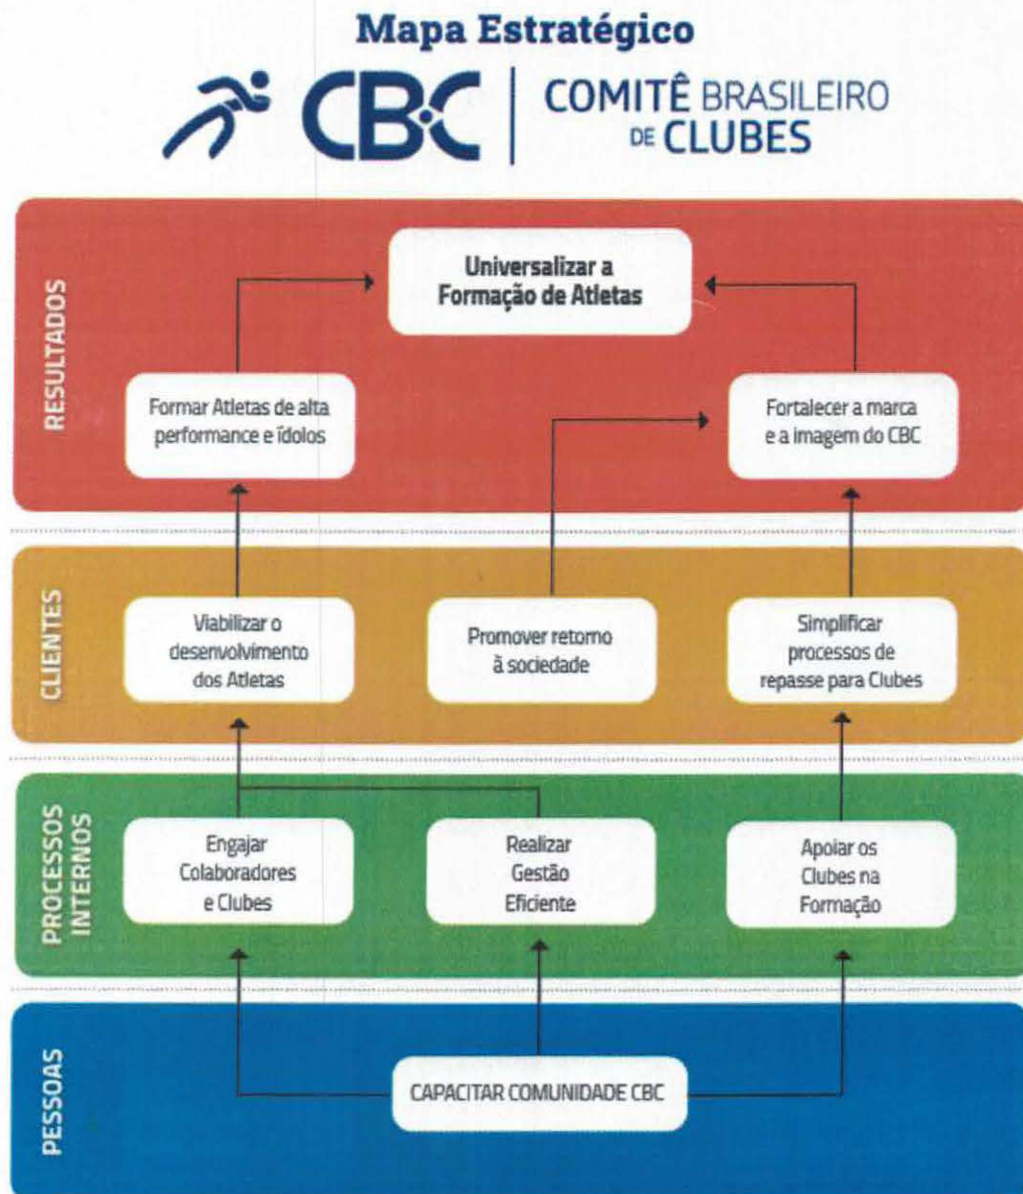 Mapa Estratégico
CBC
COMITÊ BRASILEIRO
DE CLUBES
RESULTADOS
Universalizar a
Formação de Atletas
Formar Atletas de alta
performance e ídolos
Fortalecer a marca
e a imagem do CBC
CLIENTES
Viabilizar o
desenvolvimento
dos Atletas
Promover retorno
à sociedade
Simplificar
processos de
repasse para Clubes
PROCESSOS
INTERNOS
Engajar
Colaboradores
e Clubes
Realizar
Gestão
Eficiente
Apoiar os
Clubes na
Formação
PESSOAS
CAPACITAR COMUNIDADE CBC